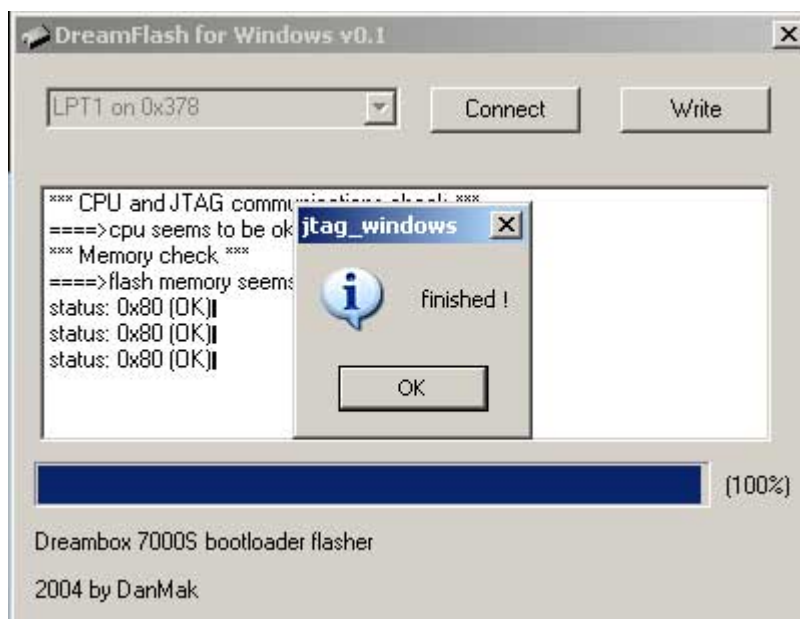 DreamFlash for Windows v0.1
LPT1 on 0x378
Connect
Write
*** CPU and JTAG communications check ***
====>cpu seems to be ok
*** Memory check ***
====>flash memory seems
status: 0x80 (OK)
status: 0x80 (OK)
status: 0x80 (OK)
jtag_windows
finished !
OK
(100%)
Dreambox 7000S bootloader flasher
2004 by DanMak